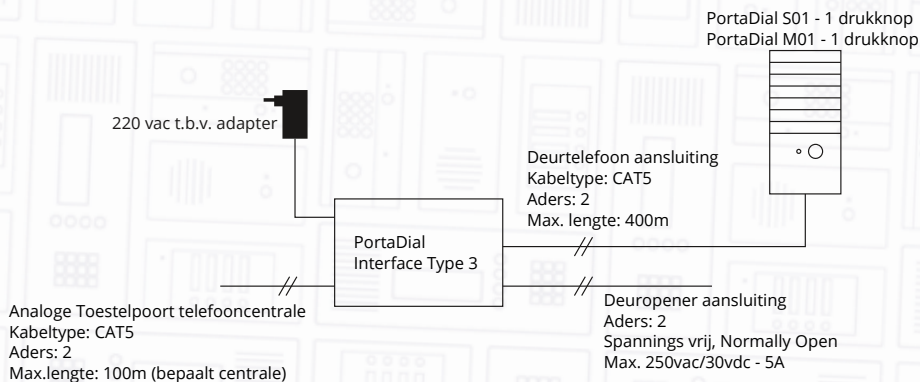 PortaDial S01 - 1 drukknop
PortaDial M01 - 1 drukknop
220 vac t.b.v. adapter
Deurtelefoon aansluiting
Kabeltype: CAT5
Aders: 2
Max. lengte: 400m
PortaDial
Interface Type 3
Analoge Toestelpoort telefooncentrale
Kabeltype: CAT5
Aders: 2
Max.lengte: 100m (bepaalt centrale)
Deuropener aansluiting
Aders: 2
Spannings vrij, Normally Open
Max. 250vac/30vdc - 5A